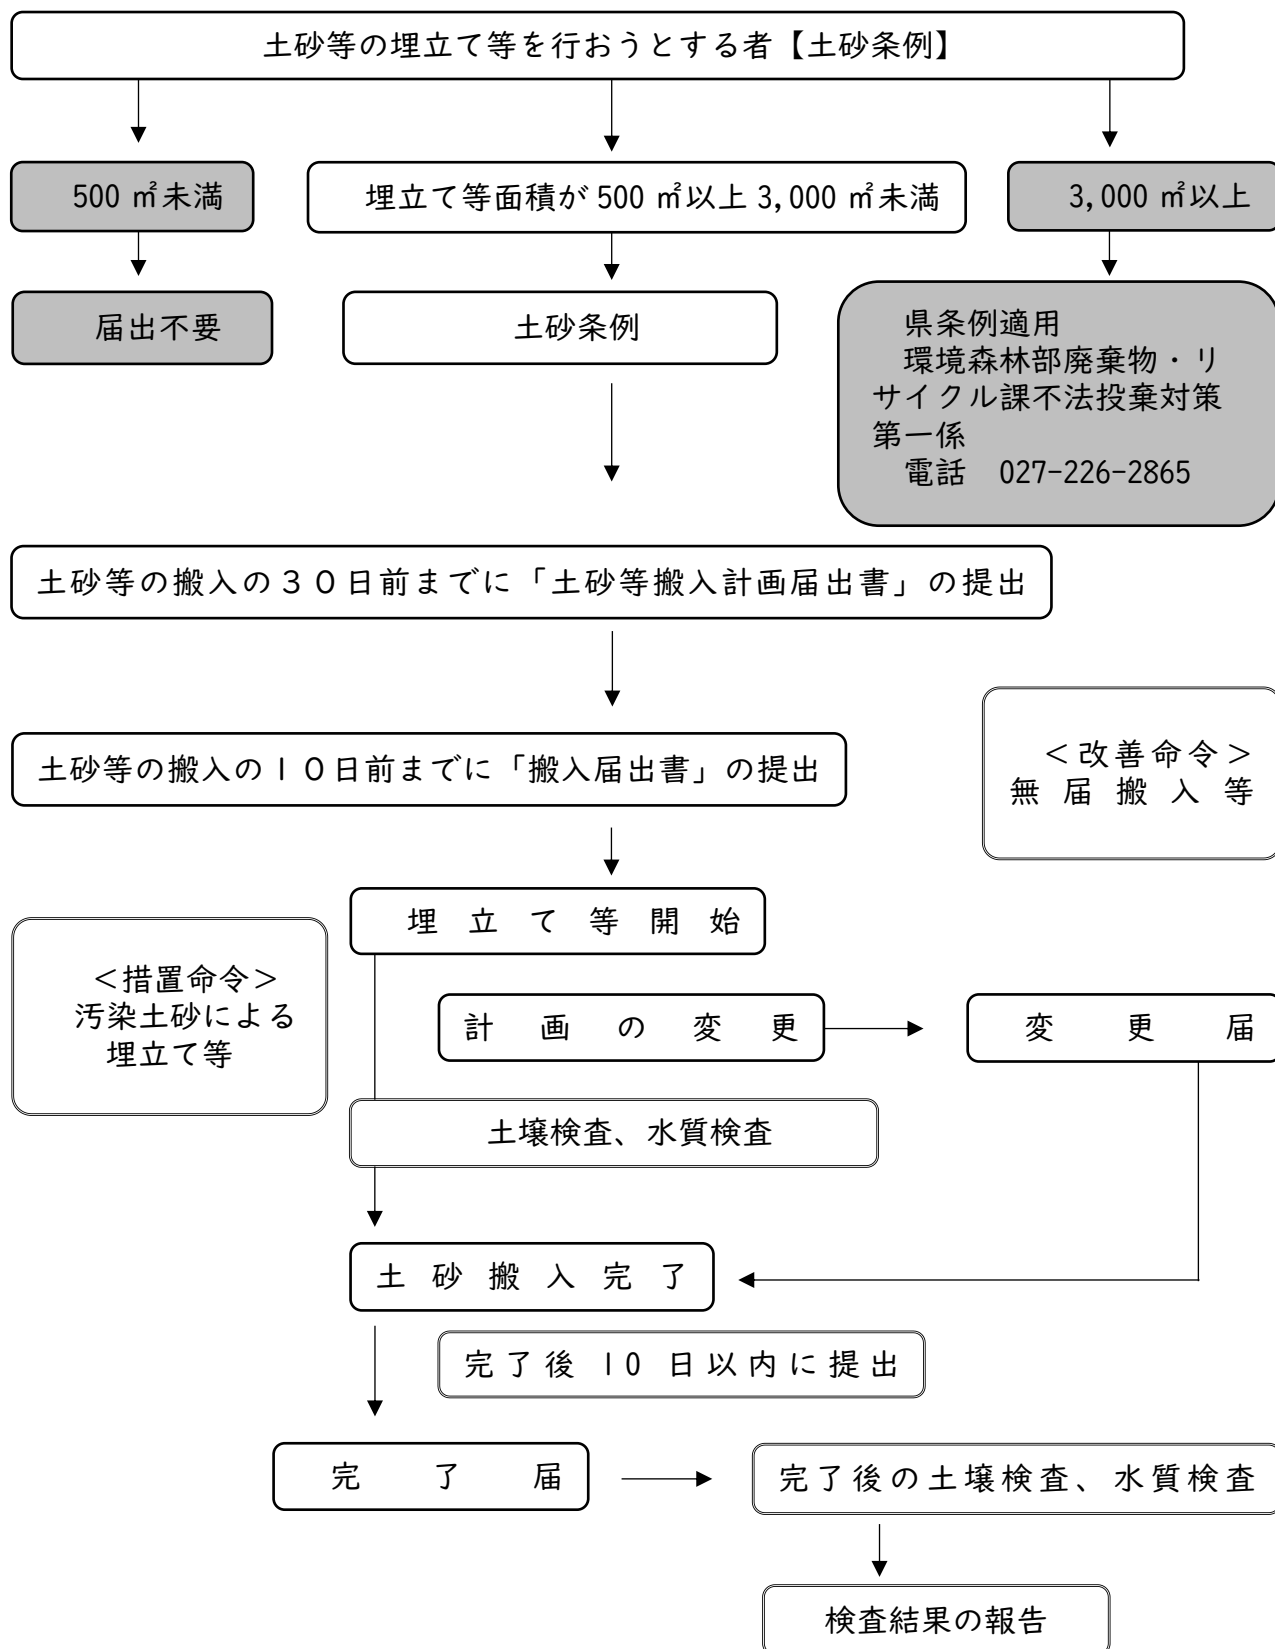 土砂等の埋立て等を行おうとする者【土砂条例】
500 ㎡未満
埋立て等面積が 500 ㎡以上 3,000 ㎡未満
3,000 ㎡以上
届出不要
土砂条例
県条例適用
環境森林部廃棄物・リ
サイクル課不法投棄対策
第一係
電話　027-226-2865
土砂等の搬入の３０日前までに「土砂等搬入計画届出書」の提出
土砂等の搬入の１０日前までに「搬入届出書」の提出
＜改善命令＞
無届搬入等
埋立て等開始
＜措置命令＞
汚染土砂による
埋立て等
計画の変更
変更届
土壌検査、水質検査
土砂搬入完了
完了後 10 日以内に提出
完了届
完了後の土壌検査、水質検査
検査結果の報告